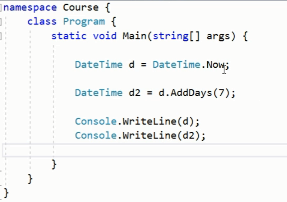 namespace Course {
class Program {
static void Main(string[] args) {
DateTime d = DateTime.Now;
DateTime d2 = d.AddDays(7);
Console.WriteLine(d);
Console.WriteLine(d2);
}
}
}